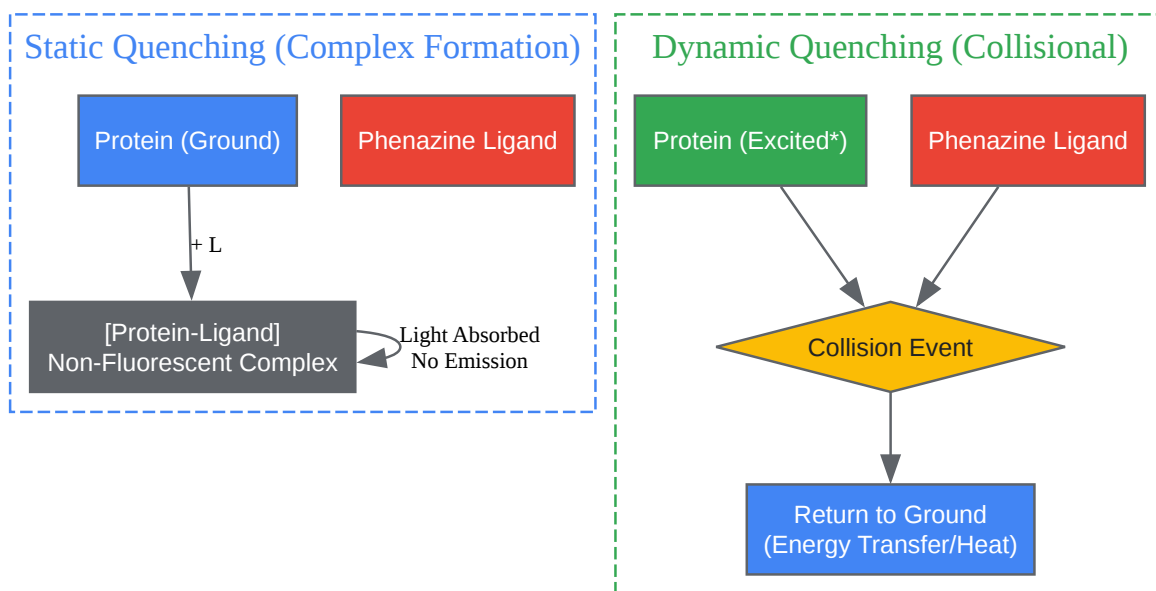 Static Quenching (Complex Formation)
Protein (Ground)
Phenazine Ligand
+ L
[Protein-Ligand]
Non-Fluorescent Complex
Light Absorbed
No Emission
Dynamic Quenching (Collisional)
Protein (Excited*)
Phenazine Ligand
Collision Event
Return to Ground
(Energy Transfer/Heat)